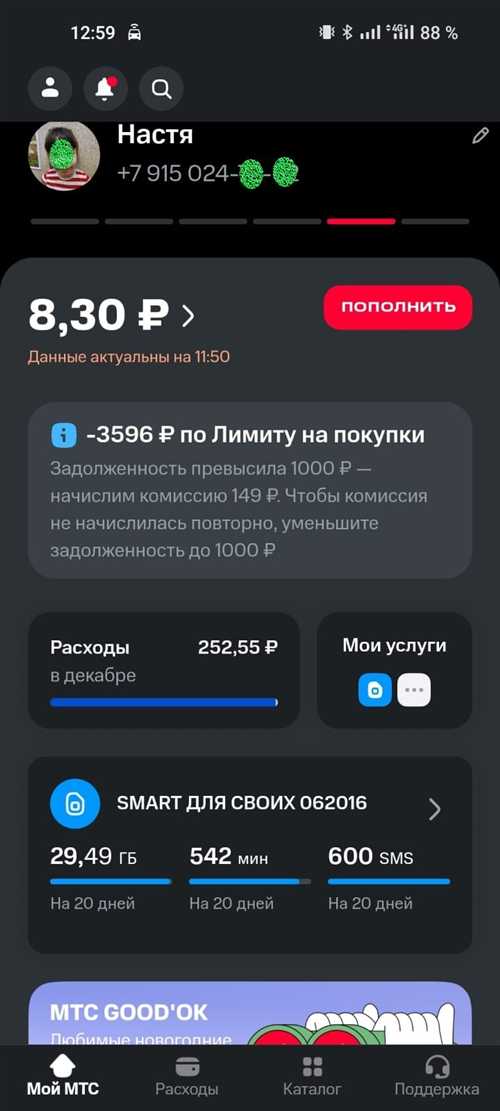 12:59
4G+ 88 %
Настя
+7 915 024-
8,30 ₽
ПОПОЛНИТЬ
Данные актуальны на 11:50
-3596 ₽ по Лимиту на покупки
Задолженность превысила 1000 ₽ —
начислим комиссию 149 ₽. Чтобы комиссия
не начислилась повторно, уменьшите
задолженность до 1000 ₽
Расходы 252,55 ₽
в декабре
Мои услуги
SMART ДЛЯ СВОИХ 062016
29,49 ГБ 542 мин 600 SMS
На 20 дней На 20 дней На 20 дней
МТС GOOD'OK
Любимые новогодние
Мой МТС Расходы Каталог Поддержка